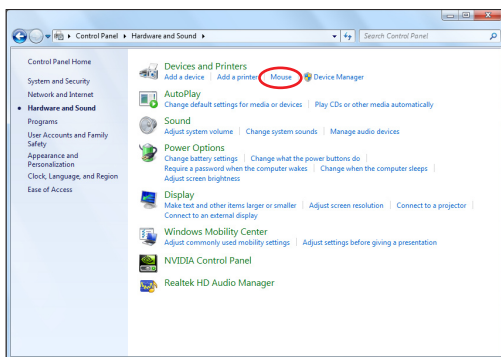 Control Panel ▸ Hardware and Sound ▸
Search Control Panel
Control Panel Home
System and Security
Network and Internet
Hardware and Sound
Programs
User Accounts and Family
Safety
Appearance and
Personalization
Clock, Language, and Region
Ease of Access
Devices and Printers
Add a device | Add a printer | Mouse | Device Manager
AutoPlay
Change default settings for media or devices | Play CDs or other media automatically
Sound
Adjust system volume | Change system sounds | Manage audio devices
Power Options
Change battery settings | Change what the power buttons do |
Require a password when the computer wakes | Change when the computer sleeps |
Adjust screen brightness
Display
Make text and other items larger or smaller | Adjust screen resolution | Connect to a projector |
Connect to an external display
Windows Mobility Center
Adjust commonly used mobility settings | Adjust settings before giving a presentation
NVIDIA Control Panel
Realtek HD Audio Manager